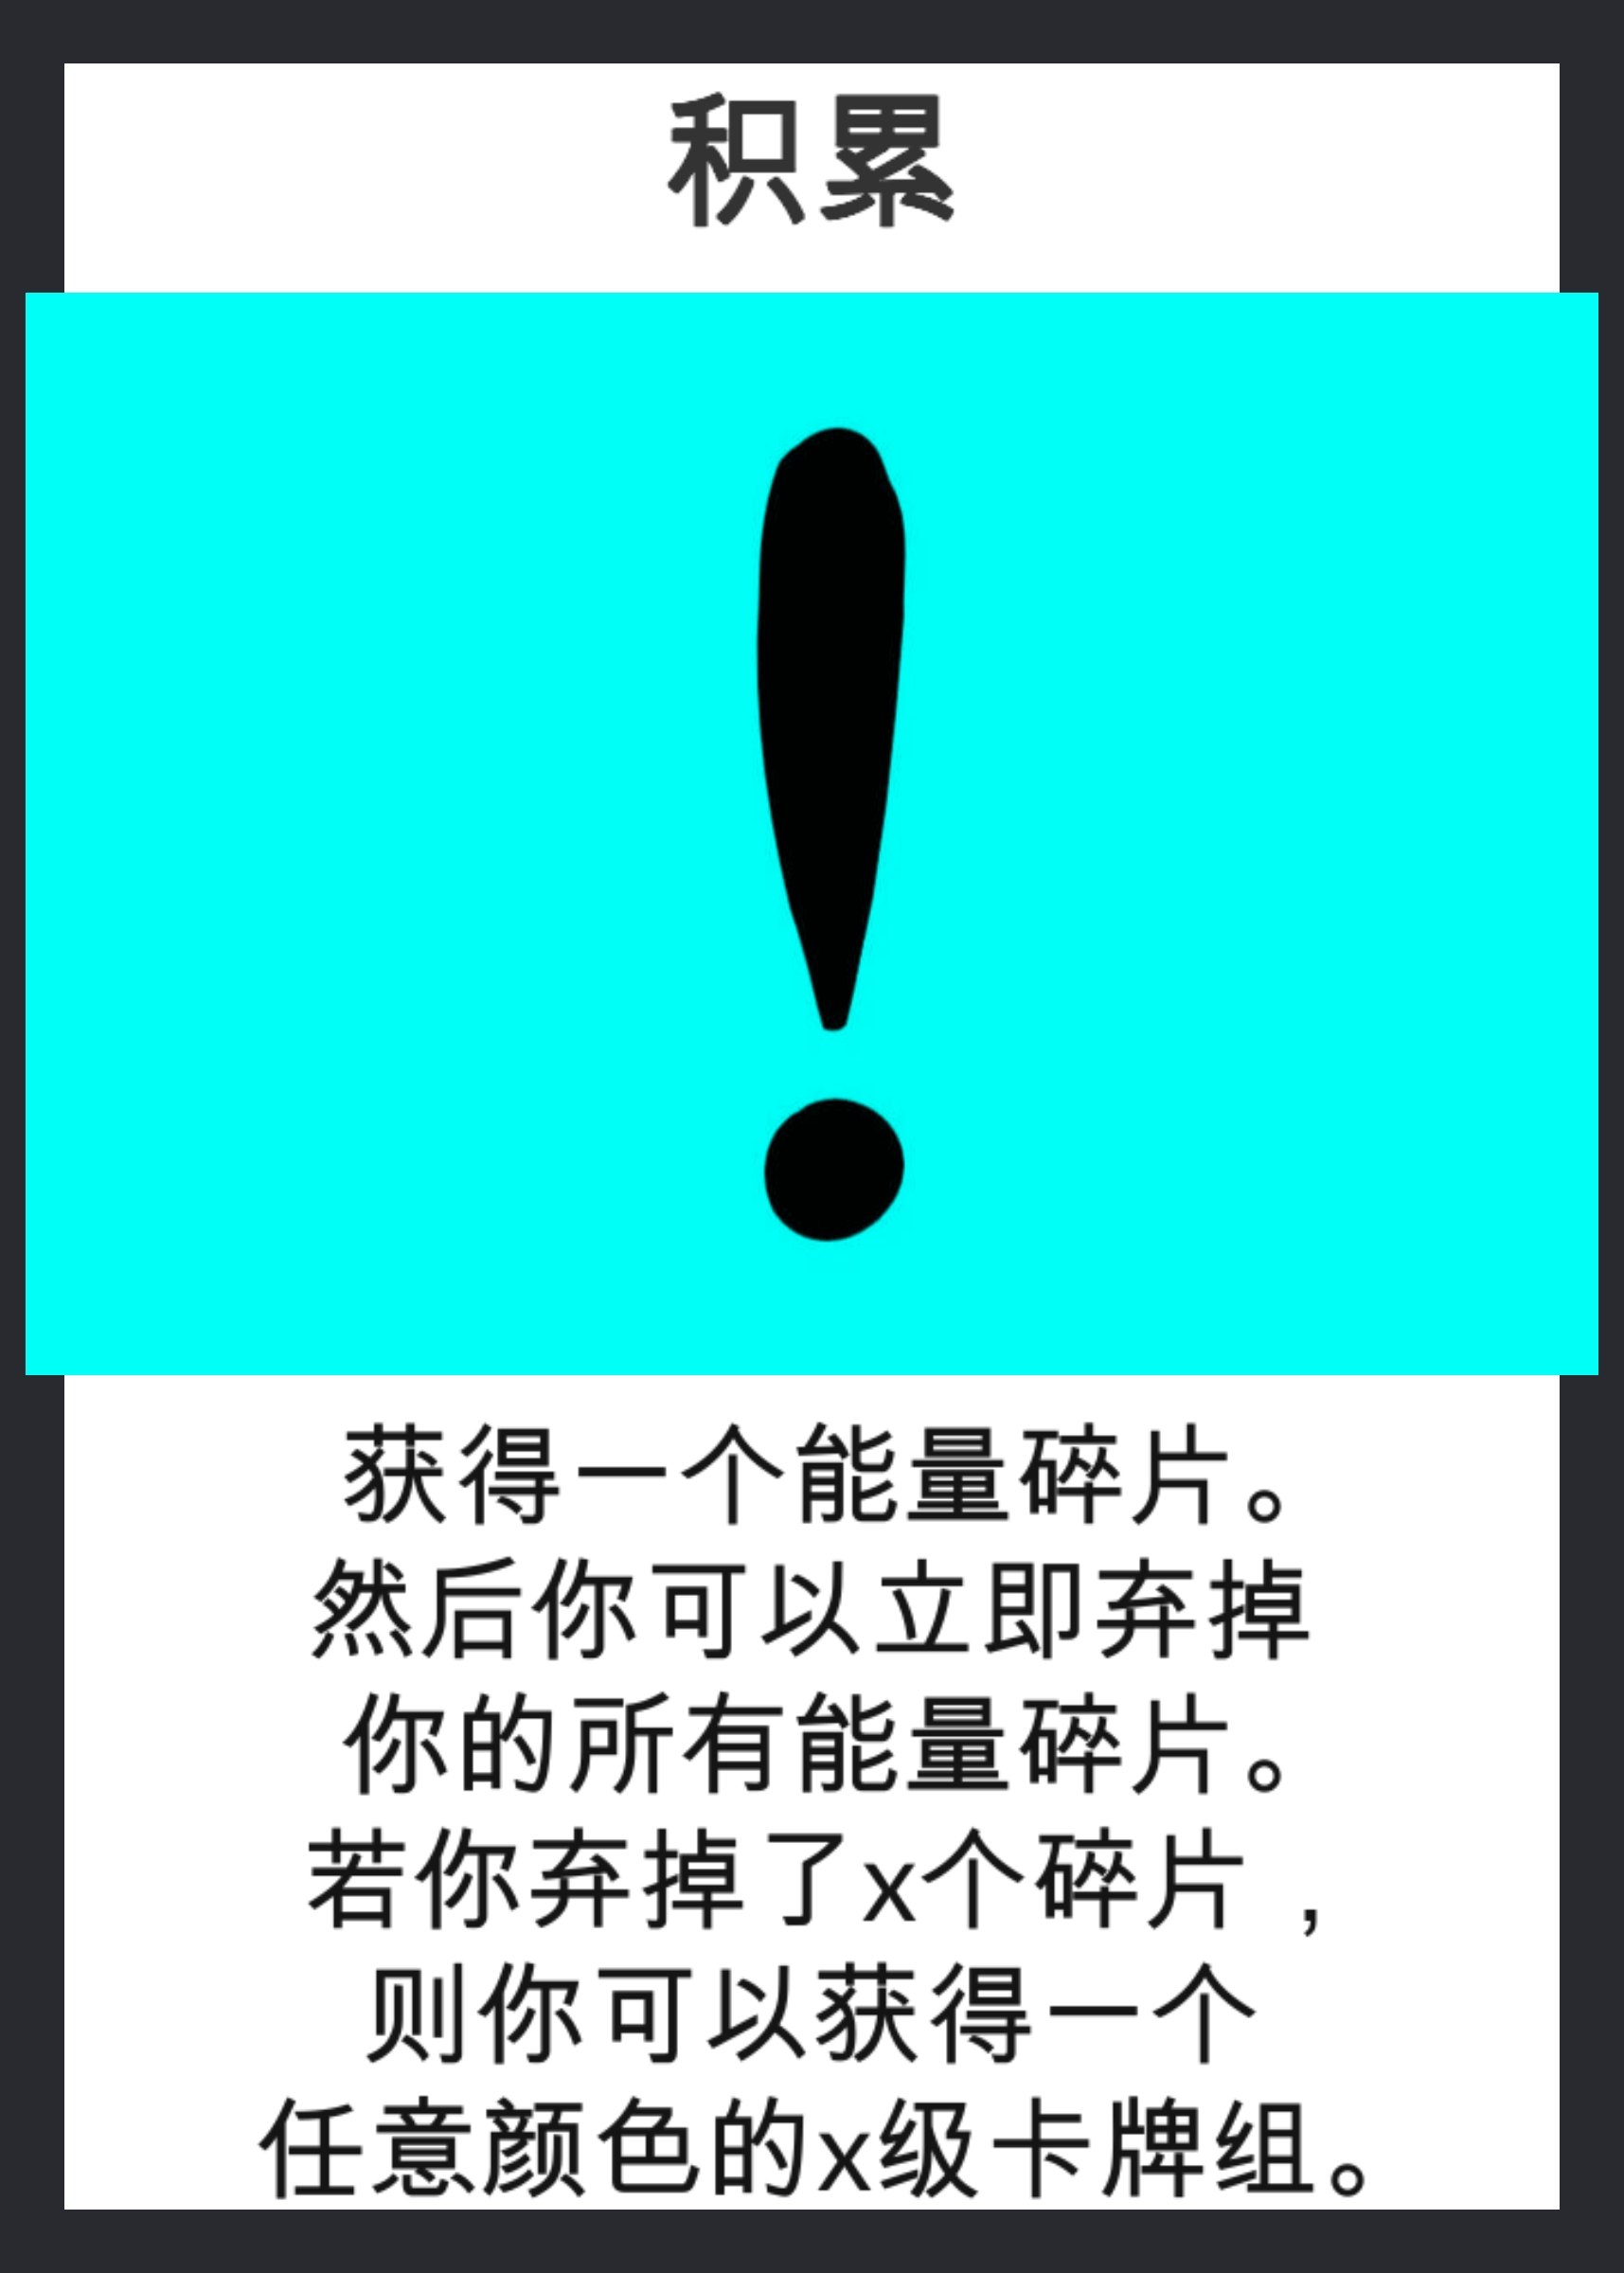 积累
!
获得一个能量碎片。
然后你可以立即弃掉
你的所有能量碎片。
若你弃掉了x个碎片，
则你可以获得一个
任意颜色的x级卡牌组。